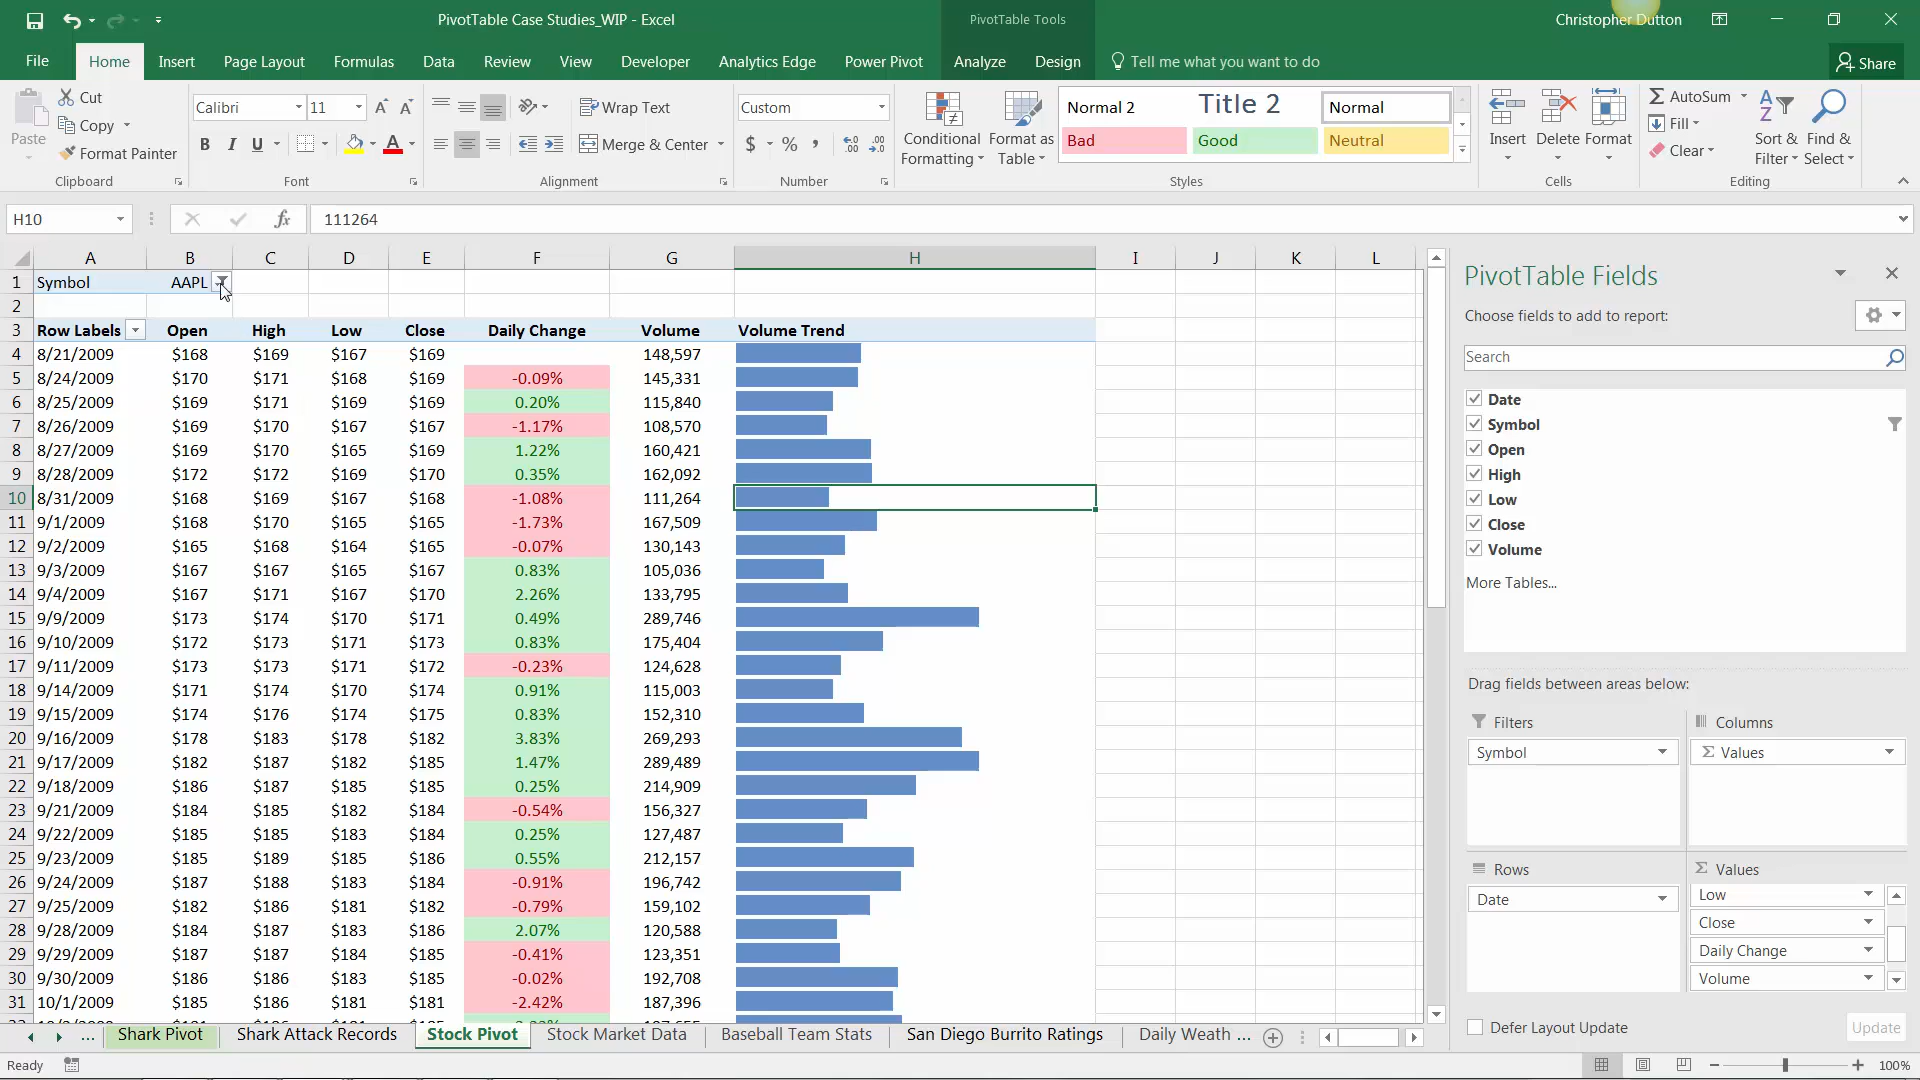 PivotTable Case Studies_WIP - Excel
PivotTable Tools
Christopher Dutton
File Home Insert Page Layout Formulas Data Review View Developer Analytics Edge Power Pivot Analyze Design Tell me what you want to do Share
Paste
Cut
Copy
Format Painter
Clipboard
Calibri 11
B I U A
Font
Wrap Text
Merge & Center
Alignment
Custom
$ % ,
Number
Conditional Formatting
Format as Table
Normal 2 Title 2 Normal
Bad Good Neutral
Styles
Insert Delete Format
Cells
AutoSum
Fill
Clear
Sort & Filter
Find & Select
Editing
H10 fx 111264
A B C D E F G H I J K L
1 Symbol AAPL
2
3 Row Labels Open High Low Close Daily Change Volume Volume Trend
4 8/21/2009 $168 $169 $167 $169 148,597
5 8/24/2009 $170 $171 $168 $169 -0.09% 145,331
6 8/25/2009 $169 $171 $169 $169 0.20% 115,840
7 8/26/2009 $169 $170 $167 $167 -1.17% 108,570
8 8/27/2009 $169 $170 $165 $169 1.22% 160,421
9 8/28/2009 $172 $172 $169 $170 0.35% 162,092
10 8/31/2009 $168 $169 $167 $168 -1.08% 111,264
11 9/1/2009 $168 $170 $165 $165 -1.73% 167,509
12 9/2/2009 $165 $168 $164 $165 -0.07% 130,143
13 9/3/2009 $167 $167 $165 $167 0.83% 105,036
14 9/4/2009 $167 $171 $167 $170 2.26% 133,795
15 9/9/2009 $173 $174 $170 $171 0.49% 289,746
16 9/10/2009 $172 $173 $171 $173 0.83% 175,404
17 9/11/2009 $173 $173 $171 $172 -0.23% 124,628
18 9/14/2009 $171 $174 $170 $174 0.91% 115,003
19 9/15/2009 $174 $176 $174 $175 0.83% 152,310
20 9/16/2009 $178 $183 $178 $182 3.83% 269,293
21 9/17/2009 $182 $187 $182 $185 1.47% 289,489
22 9/18/2009 $186 $187 $185 $185 0.25% 214,909
23 9/21/2009 $184 $185 $182 $184 -0.54% 156,327
24 9/22/2009 $185 $185 $183 $184 0.25% 127,487
25 9/23/2009 $185 $189 $185 $186 0.55% 212,157
26 9/24/2009 $187 $188 $183 $184 -0.91% 196,742
27 9/25/2009 $182 $186 $181 $182 -0.79% 159,102
28 9/28/2009 $184 $187 $183 $186 2.07% 120,588
29 9/29/2009 $187 $187 $184 $185 -0.41% 123,351
30 9/30/2009 $186 $186 $183 $185 -0.02% 192,708
31 10/1/2009 $185 $186 $181 $181 -2.42% 187,396
... Shark Pivot Shark Attack Records Stock Pivot Stock Market Data Baseball Team Stats San Diego Burrito Ratings Daily Weath ...
Ready
100%
PivotTable Fields
Choose fields to add to report:
Search
Date
Symbol
Open
High
Low
Close
Volume
More Tables...
Drag fields between areas below:
Filters
Symbol
Columns
Σ Values
Rows
Date
Σ Values
Low
Close
Daily Change
Volume
Defer Layout Update
Update